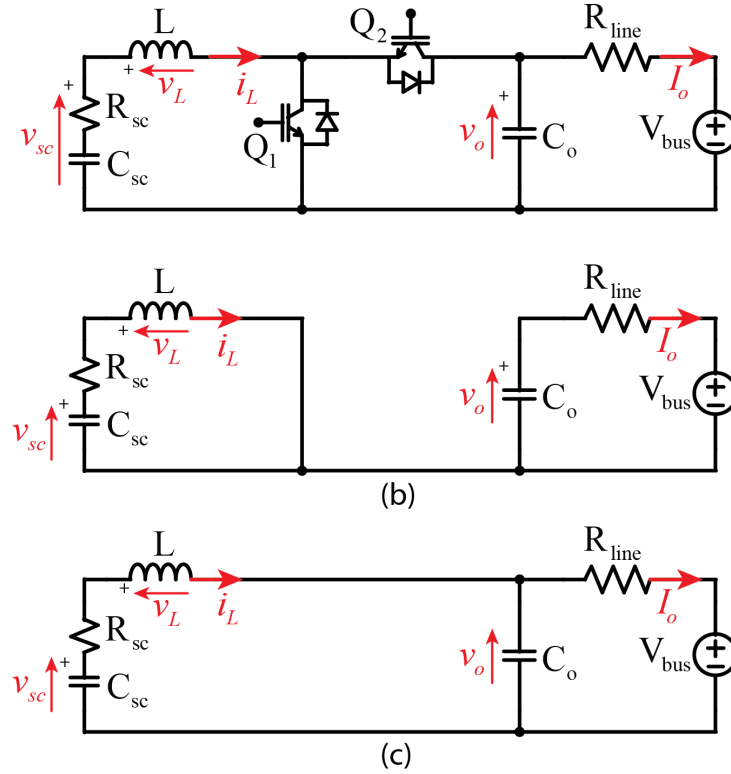 L
Q2
Rline
+
+
vL
iL
Io
Rsc
vsc
Q1
+
vo
Co
Vbus
Csc
L
Rline
+
vL
iL
Io
Rsc
+
+
vo
Co
Vbus
vsc
Csc
(b)
L
Rline
+
vL
iL
Io
Rsc
+
vsc
Csc
vo
Co
Vbus
(c)